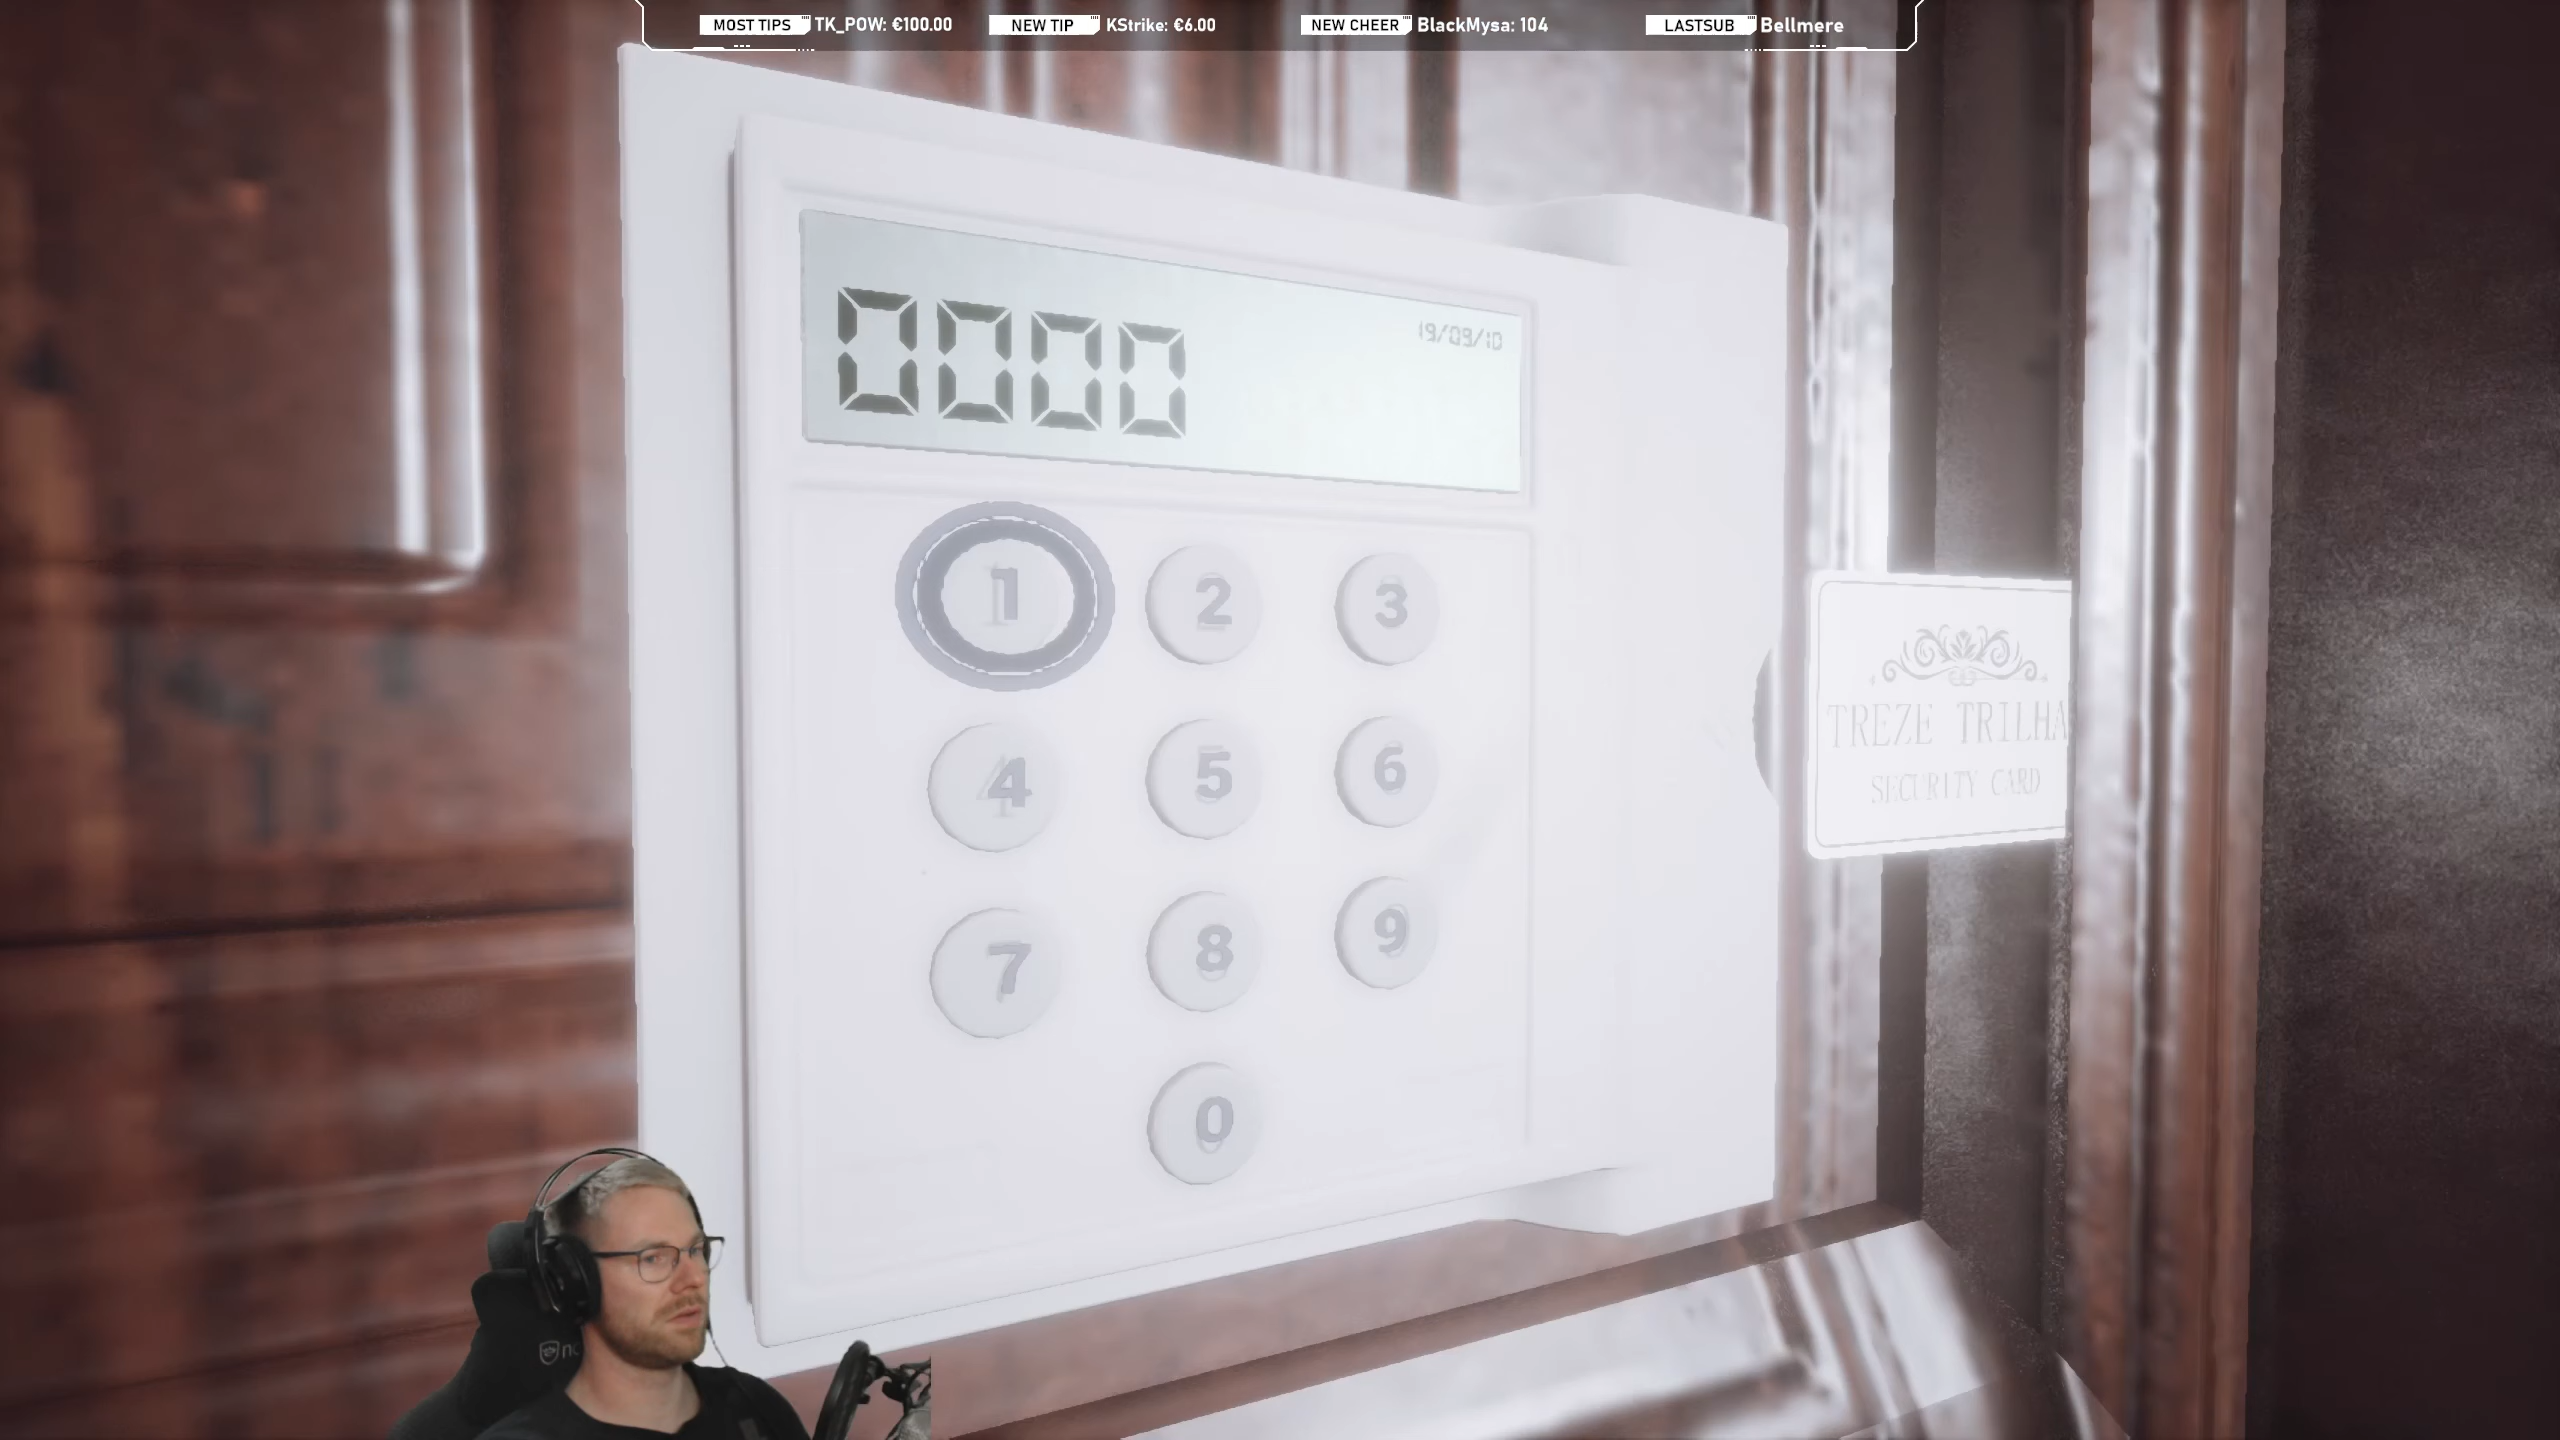 MOST TIPS TK_POW: €100.00 NEW TIP KStrike: €6.00 NEW CHEER BlackMysa: 104 LASTSUB Bellmere
0000
19/09/10
1 2 3
4 5 6
7 8 9
0
TREZE TRILHA
SECURITY CARD